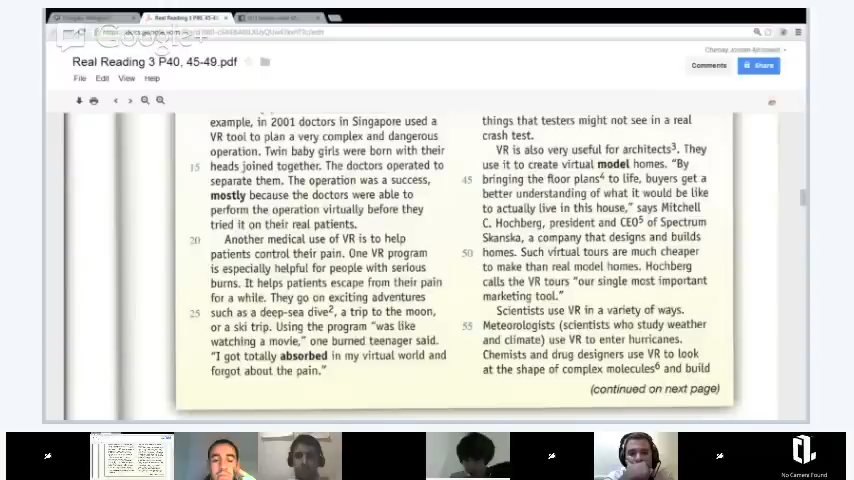 Real Reading 3 P40, 45-4
Google+
Real Reading 3 P40, 45-49.pdf
File Edit View Help
Comments
Share
example, in 2001 doctors in Singapore used a
VR tool to plan a very complex and dangerous
operation. Twin baby girls were born with their
15 heads joined together. The doctors operated to
separate them. The operation was a success,
mostly because the doctors were able to
perform the operation virtually before they
tried it on their real patients.
20 Another medical use of VR is to help
patients control their pain. One VR program
is especially helpful for people with serious
burns. It helps patients escape from their pain
for a while. They go on exciting adventures
25 such as a deep-sea dive2, a trip to the moon,
or a ski trip. Using the program "was like
watching a movie," one burned teenager said.
"I got totally absorbed in my virtual world and
forgot about the pain."
things that testers might not see in a real
crash test.
VR is also very useful for architects3. They
use it to create virtual model homes. "By
45 bringing the floor plans4 to life, buyers get a
better understanding of what it would be like
to actually live in this house," says Mitchell
C. Hochberg, president and CEO5 of Spectrum
Skanska, a company that designs and builds
50 homes. Such virtual tours are much cheaper
to make than real model homes. Hochberg
calls the VR tours "our single most important
marketing tool."
Scientists use VR in a variety of ways.
55 Meteorologists (scientists who study weather
and climate) use VR to enter hurricanes.
Chemists and drug designers use VR to look
at the shape of complex molecules6 and build
(continued on next page)
No Camera Found